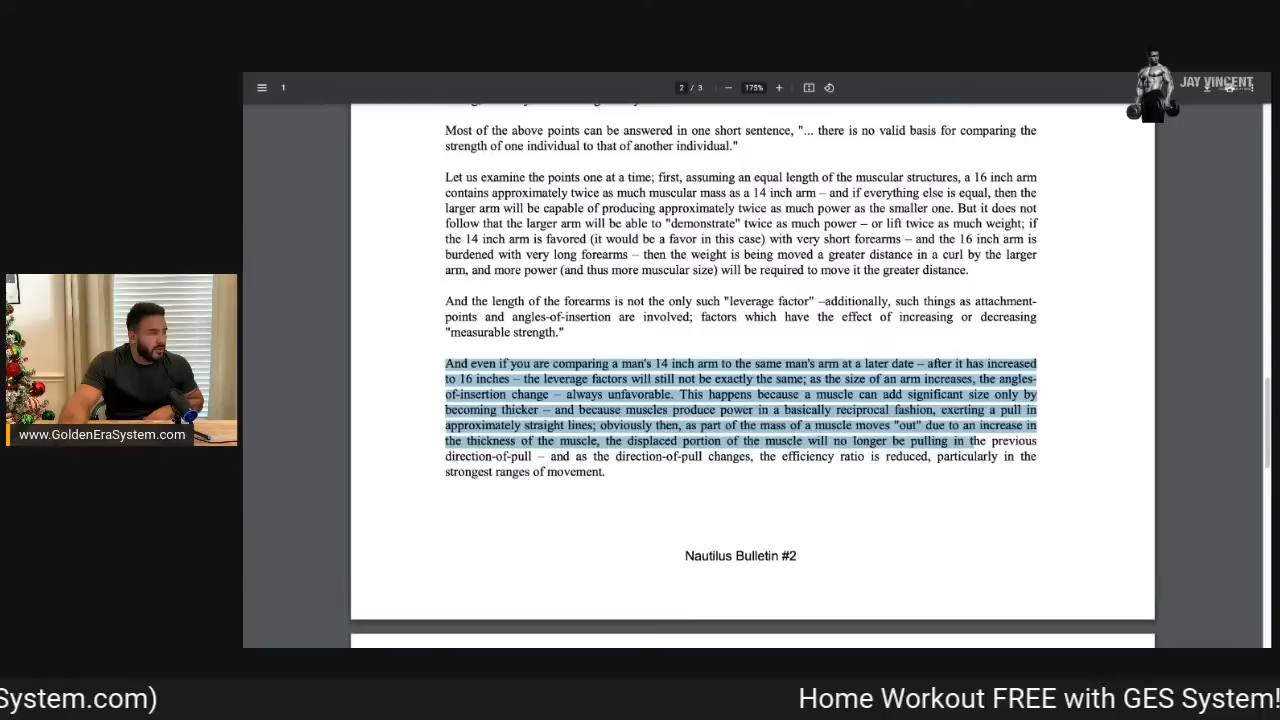 1
2 / 3
175%
JAY VINCENT
Most of the above points can be answered in one short sentence, "... there is no valid basis for comparing the
strength of one individual to that of another individual."
Let us examine the points one at a time; first, assuming an equal length of the muscular structures, a 16 inch arm
contains approximately twice as much muscular mass as a 14 inch arm – and if everything else is equal, then the
larger arm will be capable of producing approximately twice as much power as the smaller one. But it does not
follow that the larger arm will be able to "demonstrate" twice as much power – or lift twice as much weight; if
the 14 inch arm is favored (it would be a favor in this case) with very short forearms – and the 16 inch arm is
burdened with very long forearms – then the weight is being moved a greater distance in a curl by the larger
arm, and more power (and thus more muscular size) will be required to move it the greater distance.
And the length of the forearms is not the only such "leverage factor" –additionally, such things as attachment-
points and angles-of-insertion are involved; factors which have the effect of increasing or decreasing
"measurable strength."
And even if you are comparing a man's 14 inch arm to the same man's arm at a later date – after it has increased
to 16 inches – the leverage factors will still not be exactly the same; as the size of an arm increases, the angles-
of-insertion change – always unfavorable. This happens because a muscle can add significant size only by
becoming thicker – and because muscles produce power in a basically reciprocal fashion, exerting a pull in
approximately straight lines; obviously then, as part of the mass of a muscle moves "out" due to an increase in
the thickness of the muscle, the displaced portion of the muscle will no longer be pulling in the previous
direction-of-pull – and as the direction-of-pull changes, the efficiency ratio is reduced, particularly in the
strongest ranges of movement.
Nautilus Bulletin #2
www.GoldenEraSystem.com
System.com)
Home Workout FREE with GES System!